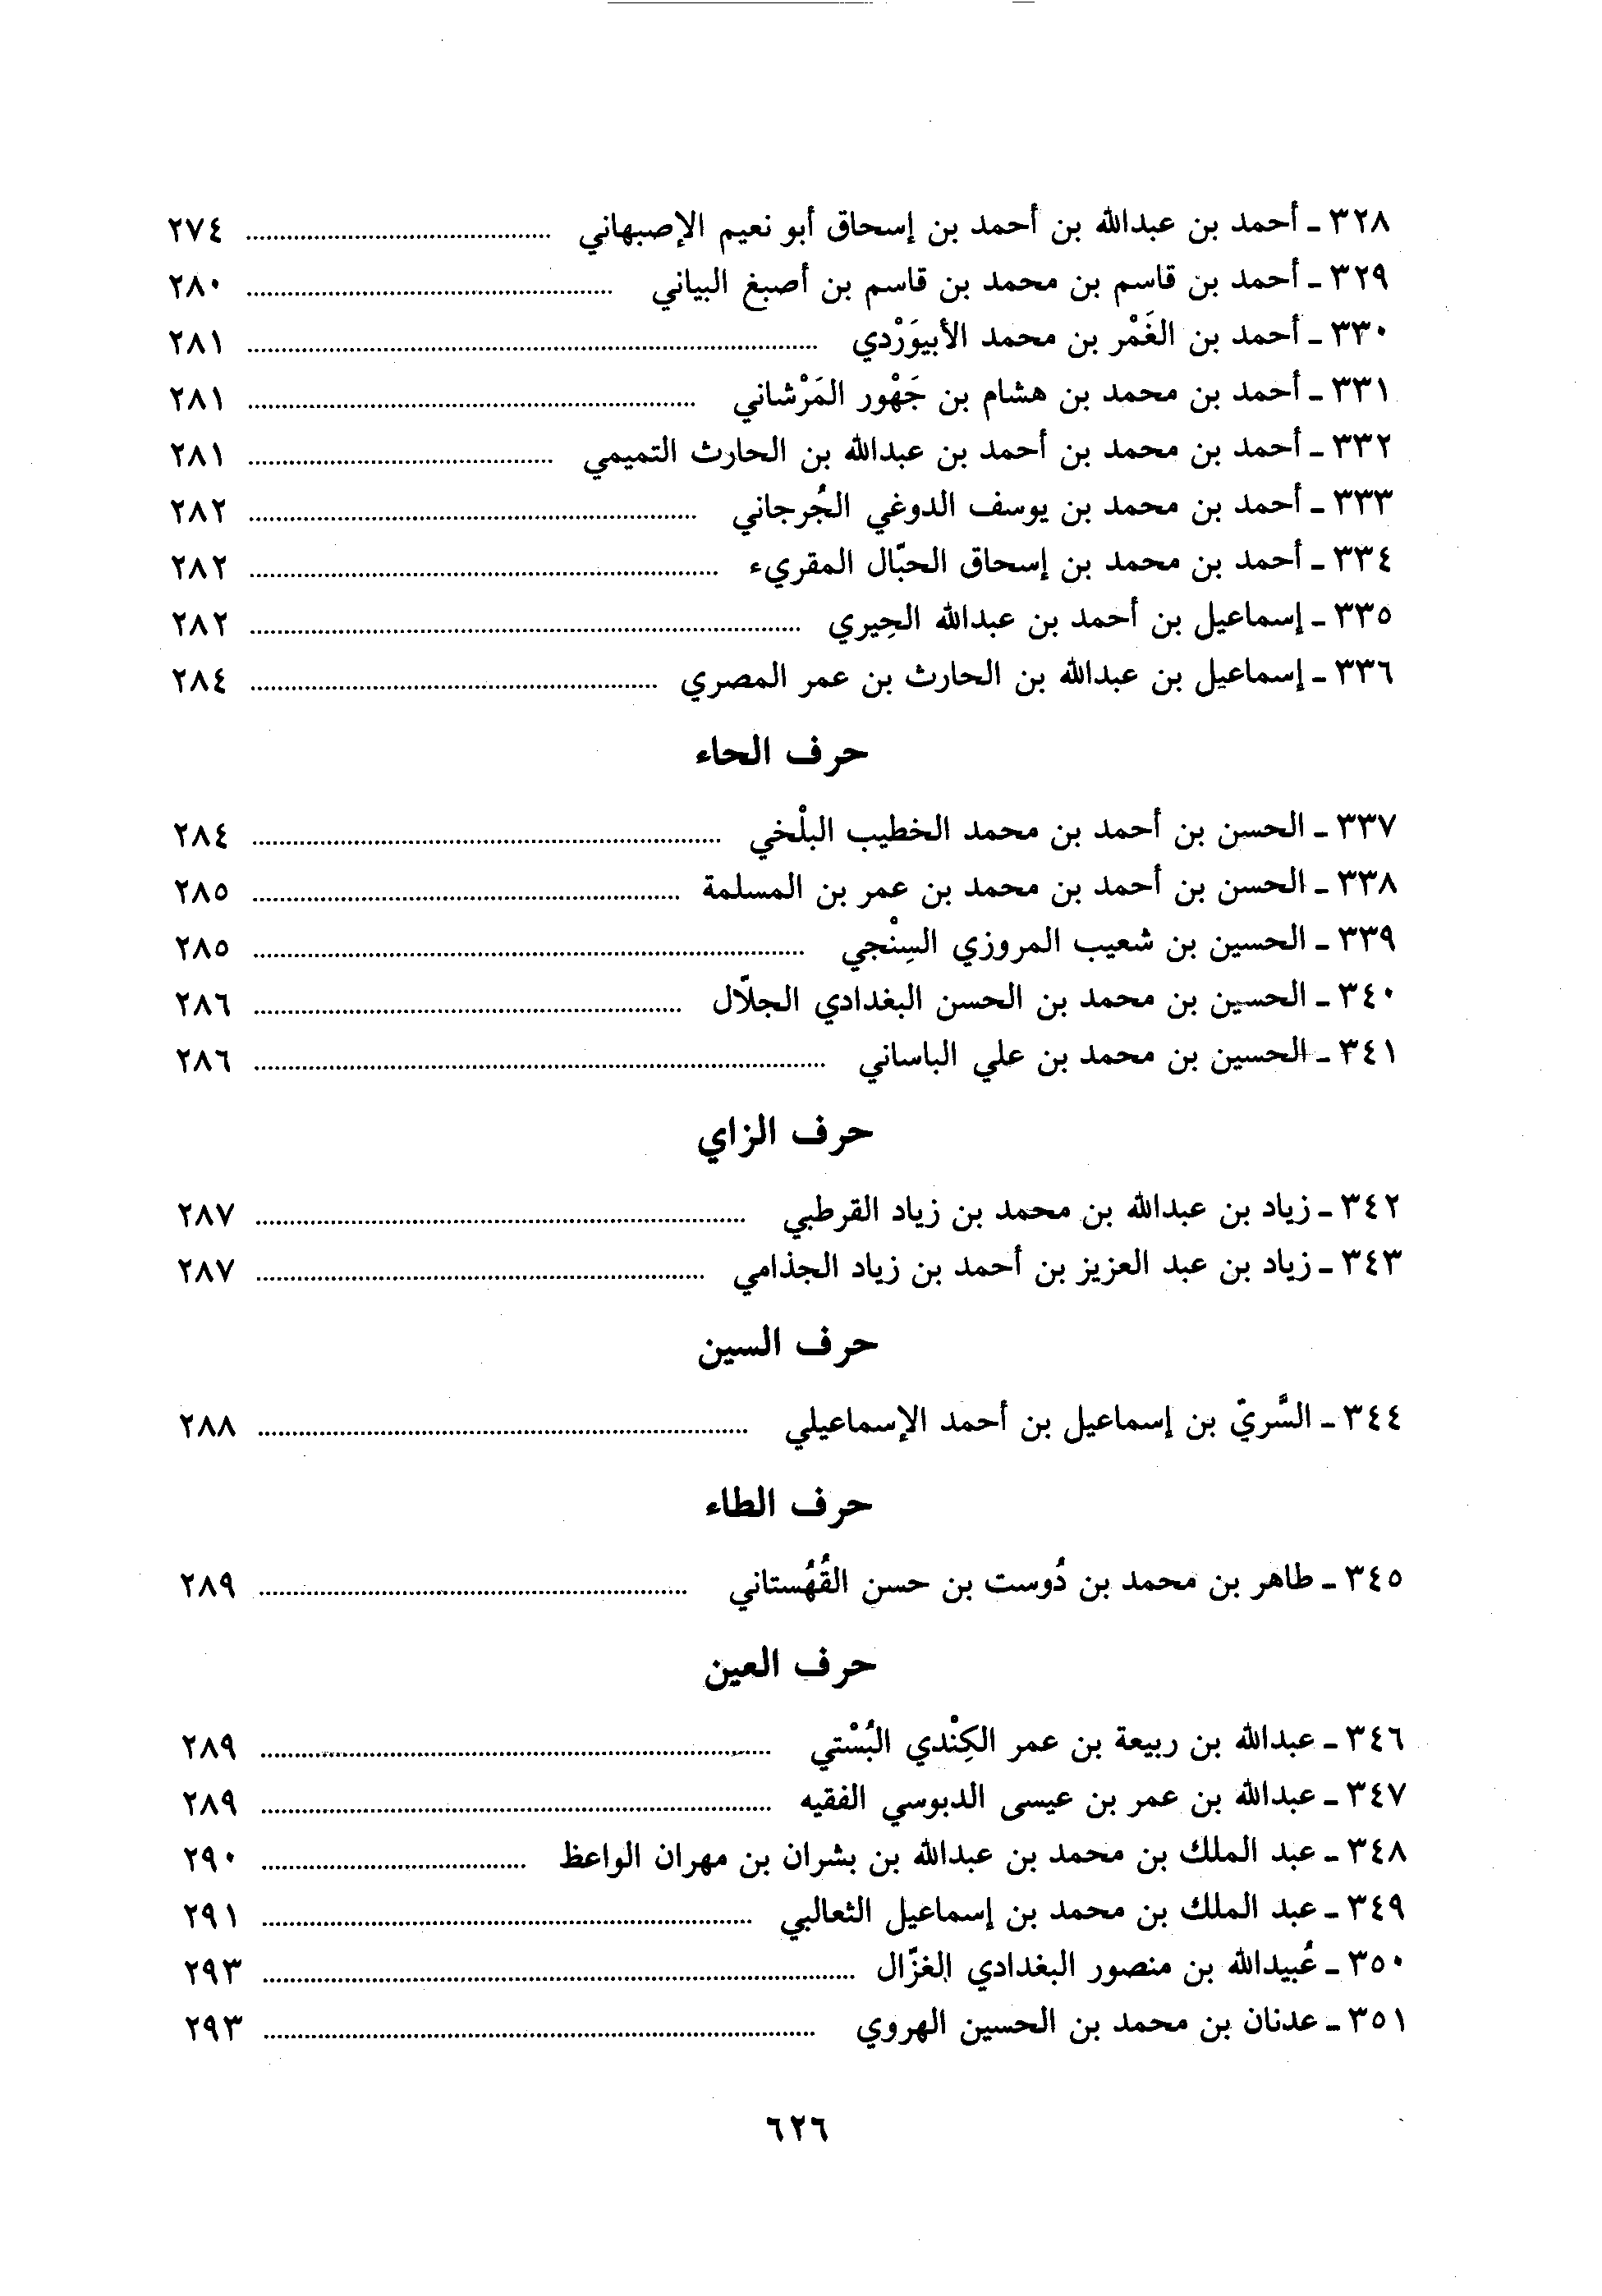 ٣٢٨ ـ أحمد بن عبدالله بن أحمد بن إسحاق أبو نعيم الإصبهاني ........ ٢٧٤
٣٢٩ ـ أحمد بن قاسم بن محمد بن قاسم بن أصبغ البياني ........ ٢٨٠
٣٣٠ ـ أحمد بن الغَمْر بن محمد الأبيوَرْدي ........ ٢٨١
٣٣١ ـ أحمد بن محمد بن هشام بن جَهْور المَرْشاني ........ ٢٨١
٣٣٢ ـ أحمد بن محمد بن أحمد بن عبدالله بن الحارث التميمي ........ ٢٨١
٣٣٣ ـ أحمد بن محمد بن يوسف الدوغي الجُرجاني ........ ٢٨٢
٣٣٤ ـ أحمد بن محمد بن إسحاق الحبّال المقريء ........ ٢٨٢
٣٣٥ ـ إسماعيل بن أحمد بن عبدالله الحِيري ........ ٢٨٢
٣٣٦ ـ إسماعيل بن عبدالله بن الحارث بن عمر المصري ........ ٢٨٤
حرف الحاء
٣٣٧ ـ الحسن بن أحمد بن محمد الخطيب البلْخي ........ ٢٨٤
٣٣٨ ـ الحسن بن أحمد بن محمد بن عمر بن المسلمة ........ ٢٨٥
٣٣٩ ـ الحسين بن شعيب المروزي السِنْجي ........ ٢٨٥
٣٤٠ ـ الحسين بن محمد بن الحسن البغدادي الجلّال ........ ٢٨٦
٣٤١ ـ الحسين بن محمد بن علي الباساني ........ ٢٨٦
حرف الزاي
٣٤٢ ـ زياد بن عبدالله بن محمد بن زياد القرطبي ........ ٢٨٧
٣٤٣ ـ زياد بن عبد العزيز بن أحمد بن زياد الجذامي ........ ٢٨٧
حرف السين
٣٤٤ ـ السَّريّ بن إسماعيل بن أحمد الإسماعيلي ........ ٢٨٨
حرف الطاء
٣٤٥ ـ طاهر بن محمد بن دُوست بن حسن القُهُستاني ........ ٢٨٩
حرف العين
٣٤٦ ـ عبدالله بن ربيعة بن عمر الكِنْدي البُسْتي ........ ٢٨٩
٣٤٧ ـ عبدالله بن عمر بن عيسى الدبوسي الفقيه ........ ٢٨٩
٣٤٨ ـ عبد الملك بن محمد بن عبدالله بن بشران بن مهران الواعظ ........ ٢٩٠
٣٤٩ ـ عبد الملك بن محمد بن إسماعيل الثعالبي ........ ٢٩١
٣٥٠ ـ عُبيدالله بن منصور البغدادي الغزّال ........ ٢٩٣
٣٥١ ـ عدنان بن محمد بن الحسين الهروي ........ ٢٩٣
٦٢٦